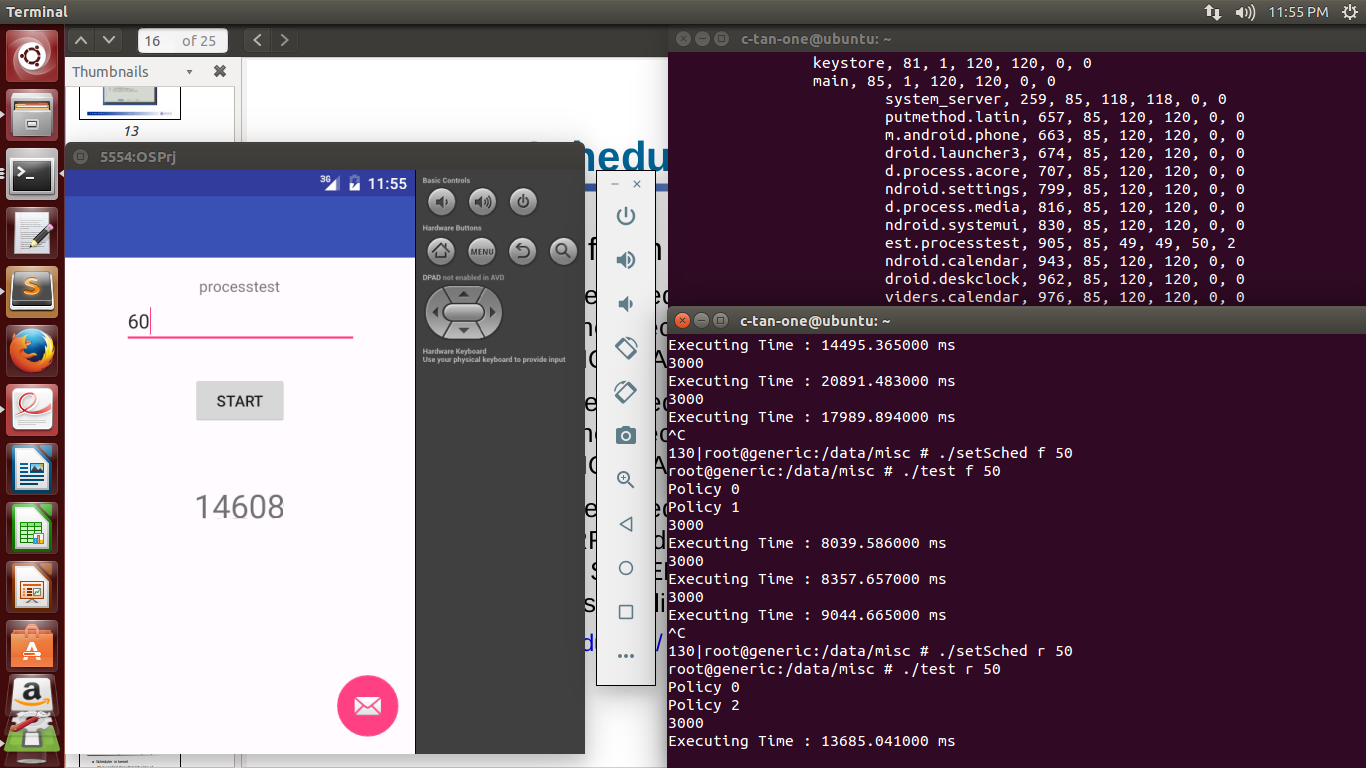 Terminal
11:55 PM
16 of 25
Thumbnails
13
hedu
5554:OSPrj
3G 11:55
processtest
60
START
14608
Basic Controls
Hardware Buttons
MENU
DPAD not enabled in AVD
Hardware Keyboard
Use your physical keyboard to provide input
c-tan-one@ubuntu: ~
keystore, 81, 1, 120, 120, 0, 0
main, 85, 1, 120, 120, 0, 0
system_server, 259, 85, 118, 118, 0, 0
putmethod.latin, 657, 85, 120, 120, 0, 0
m.android.phone, 663, 85, 120, 120, 0, 0
droid.launcher3, 674, 85, 120, 120, 0, 0
d.process.acore, 707, 85, 120, 120, 0, 0
ndroid.settings, 799, 85, 120, 120, 0, 0
d.process.media, 816, 85, 120, 120, 0, 0
ndroid.systemui, 830, 85, 120, 120, 0, 0
est.processtest, 905, 85, 49, 49, 50, 2
ndroid.calendar, 943, 85, 120, 120, 0, 0
droid.deskclock, 962, 85, 120, 120, 0, 0
viders.calendar, 976, 85, 120, 120, 0, 0
c-tan-one@ubuntu: ~
Executing Time : 14495.365000 ms
3000
Executing Time : 20891.483000 ms
3000
Executing Time : 17989.894000 ms
^C
130|root@generic:/data/misc # ./setSched f 50
root@generic:/data/misc # ./test f 50
Policy 0
Policy 1
3000
Executing Time : 8039.586000 ms
3000
Executing Time : 8357.657000 ms
3000
Executing Time : 9044.665000 ms
^C
130|root@generic:/data/misc # ./setSched r 50
root@generic:/data/misc # ./test r 50
Policy 0
Policy 2
3000
Executing Time : 13685.041000 ms